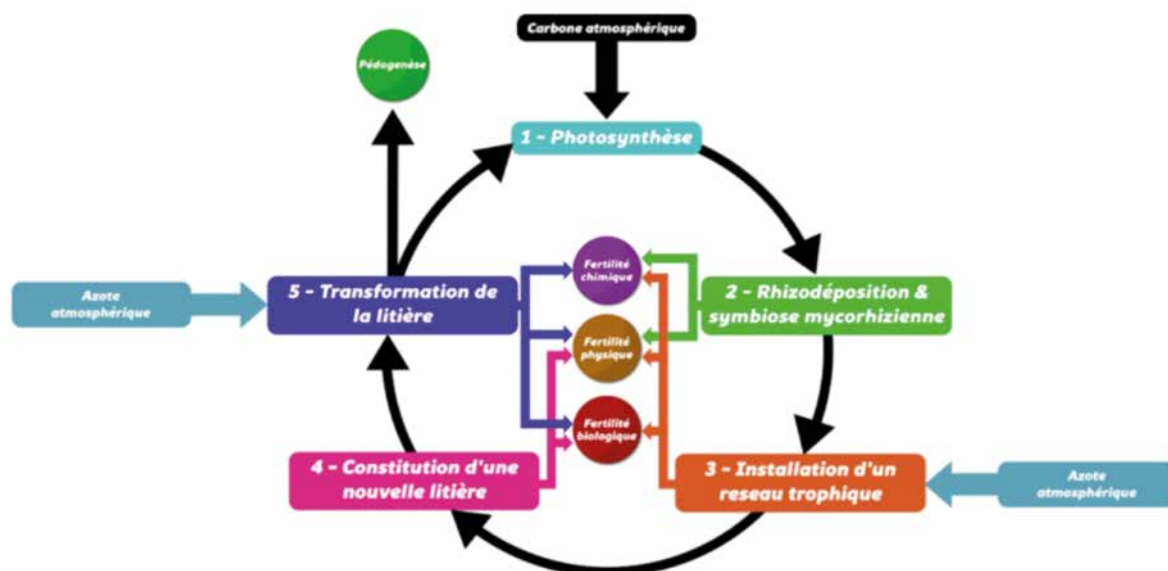 Carbone atmosphérique
Pédogenèse
1 - Photosynthèse
Fertilité
chimique
5 - Transformation de
la litière
2 - Rhizodéposition &
symbiose mycorhizienne
Azote
atmosphérique
Fertilité
physique
Fertilité
biologique
4 - Constitution d'une
nouvelle litière
3 - Installation d'un
reseau trophique
Azote
atmosphérique